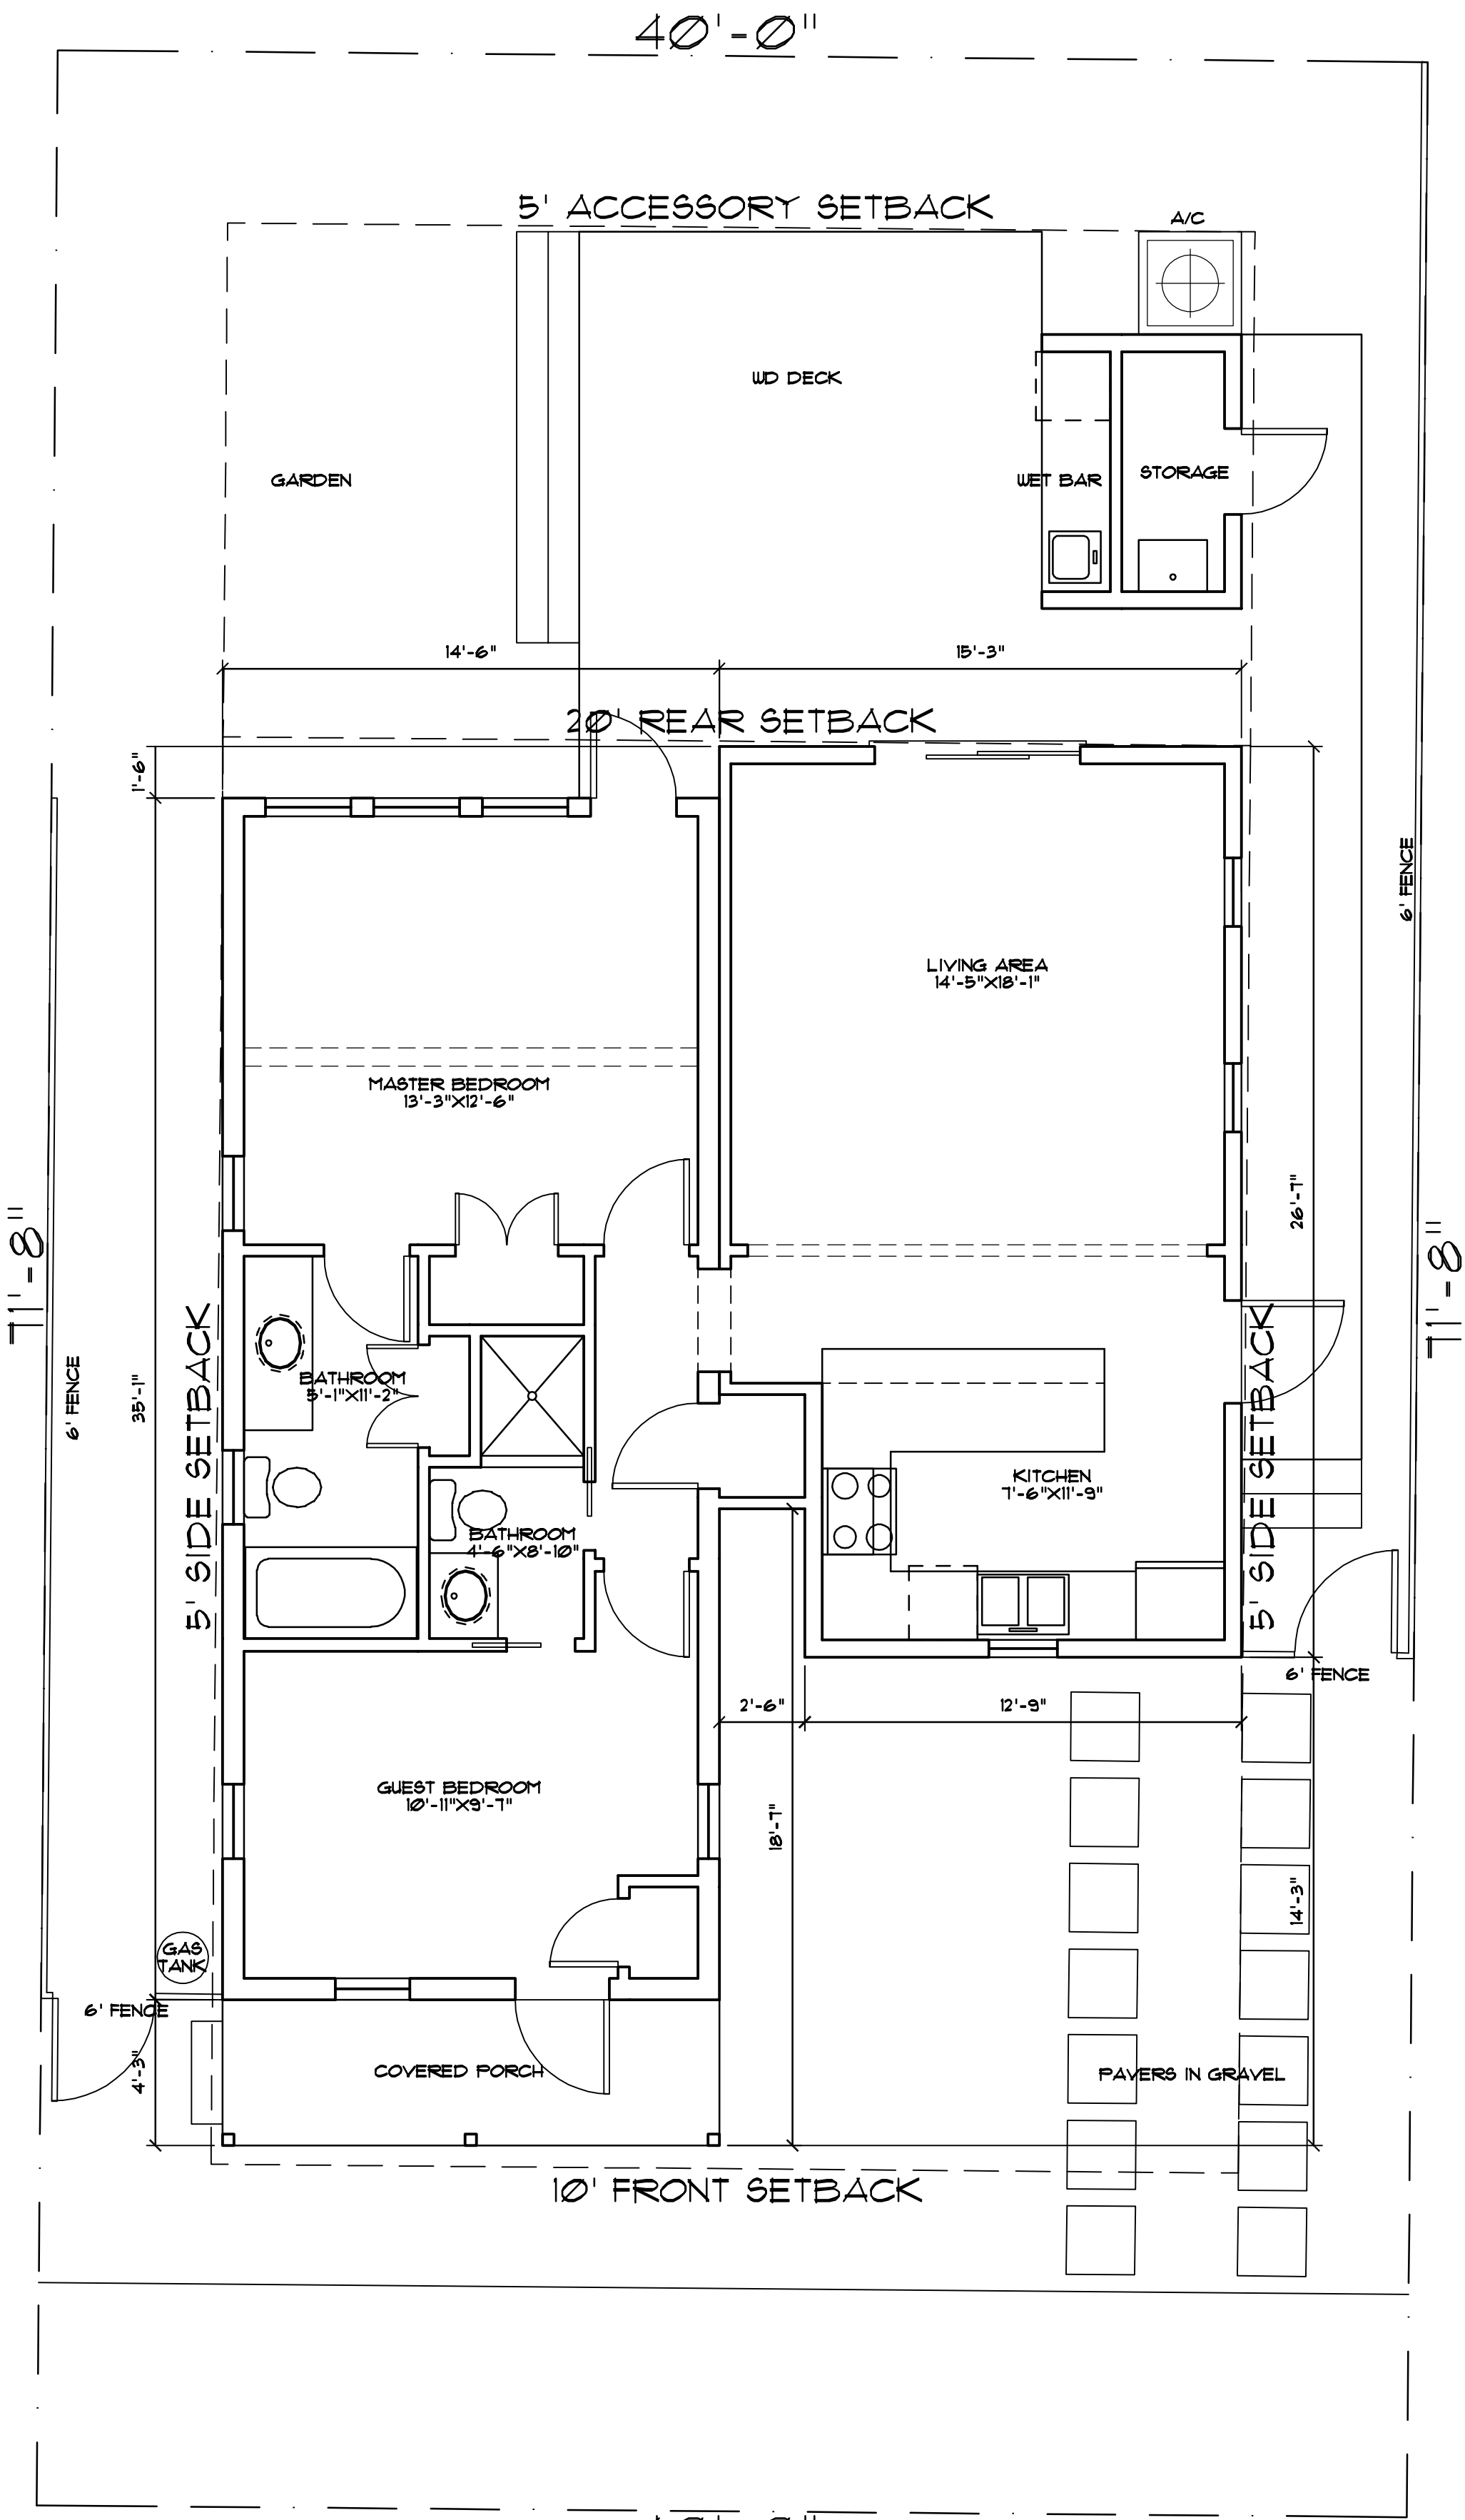 40'-0"
5' ACCESSORY SETBACK
A/C
WD DECK
GARDEN
WET BAR
STORAGE
14'-6"
15'-3"
20' REAR SETBACK
1'-6"
6' FENCE
LIVING AREA
14'-5"X18'-1"
MASTER BEDROOM
13'-3"X12'-6"
71'-8"
26'-7"
71'-8"
6' FENCE
35'-1"
5' SIDE SETBACK
BATHROOM
5'-1"X11'-2"
KITCHEN
7'-6"X11'-9"
5' SIDE SETBACK
BATHROOM
4'-6"X8'-10"
6' FENCE
2'-6"
12'-9"
GUEST BEDROOM
10'-11"X9'-7"
18'-7"
14'-3"
GAS
TANK
6' FENCE
4'-3"
COVERED PORCH
PAVERS IN GRAVEL
10' FRONT SETBACK